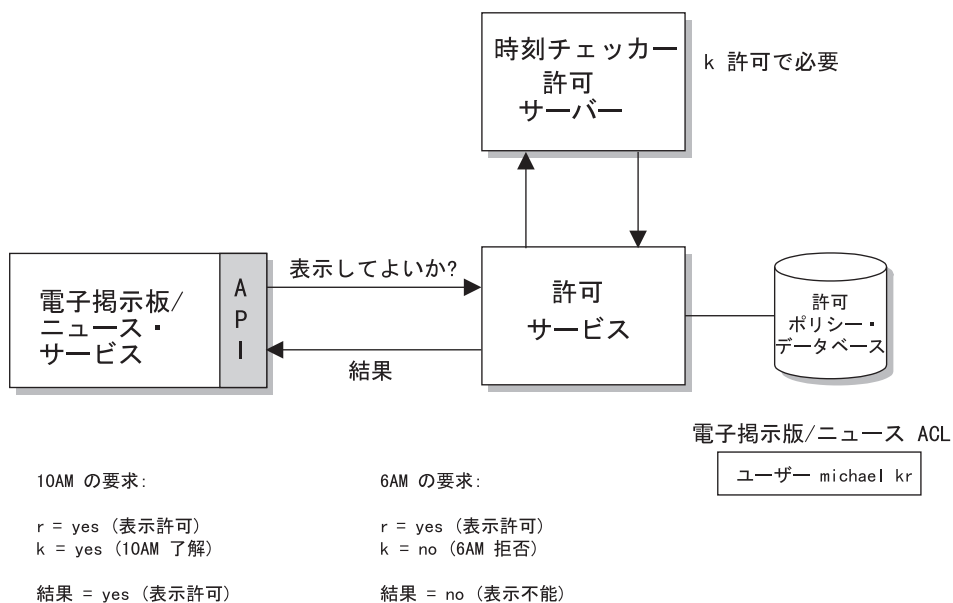 時刻チェッカー
許可
サーバー
k 許可で必要
表示してよいか?
電子掲示板/
ニュース・
サービス
A
P
I
結果
許可
サービス
許可
ポリシー・
データベース
電子掲示版/ニュース ACL
ユーザー michael kr
10AM の要求:
r = yes (表示許可)
k = yes (10AM 了解)
結果 = yes (表示許可)
6AM の要求:
r = yes (表示許可)
k = no (6AM 拒否)
結果 = no (表示不能)